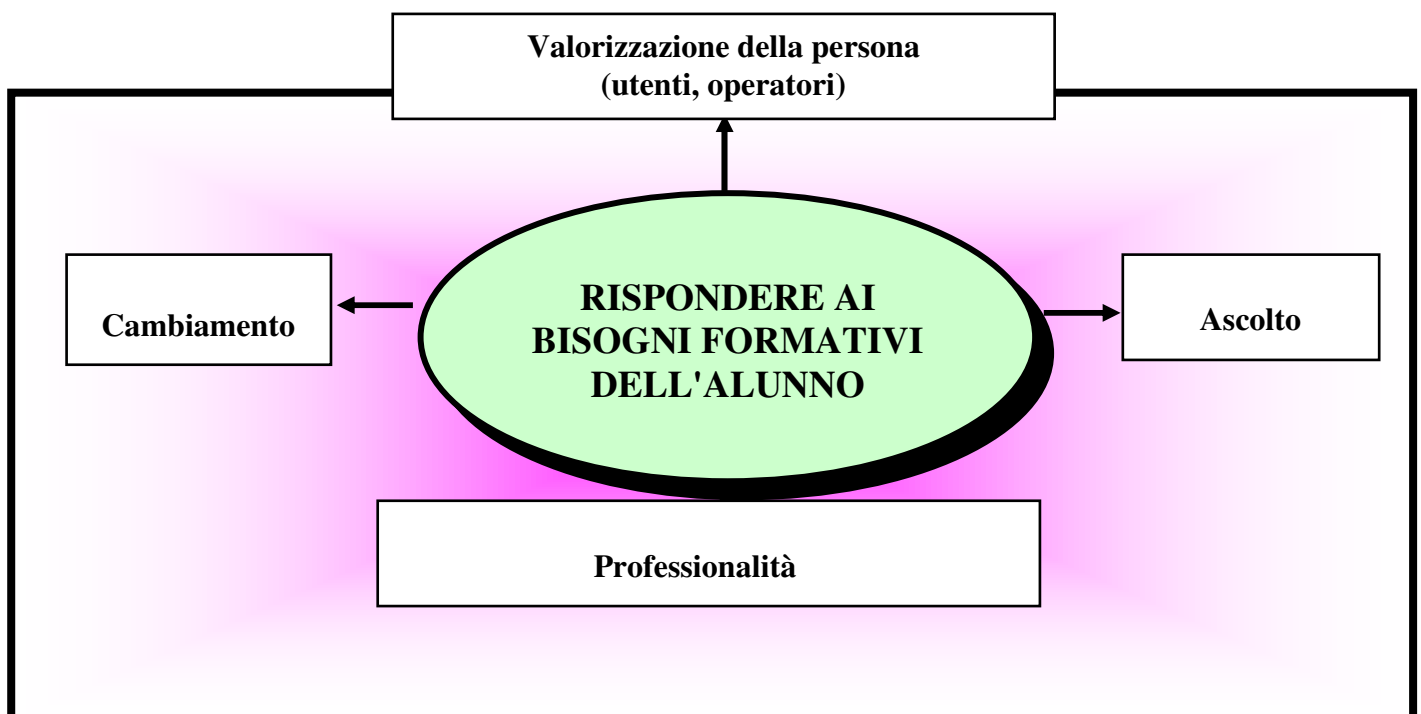 Valorizzazione della persona
(utenti, operatori)
Cambiamento
RISPONDERE AI
BISOGNI FORMATIVI
DELL'ALUNNO
Ascolto
Professionalità